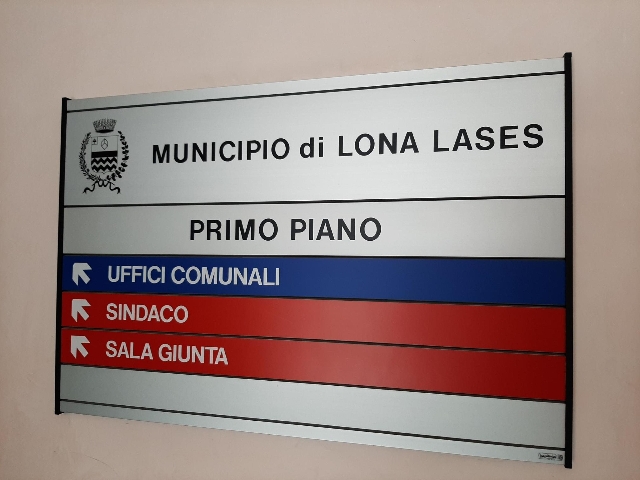 MUNICIPIO di LONA LASES
PRIMO PIANO
UFFICI COMUNALI
SINDACO
SALA GIUNTA